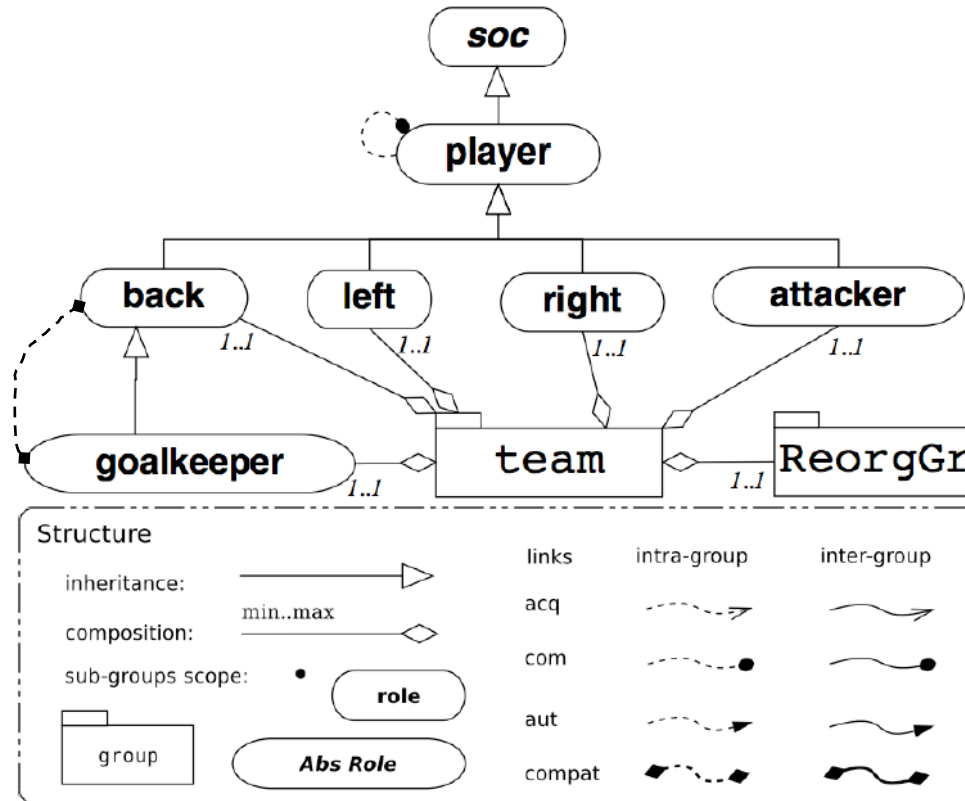 soc
player
back
left
right
attacker
1..1
1..1
1..1
1..1
goalkeeper
team
ReorgGr
1..1
1..1
Structure
links
intra-group
inter-group
inheritance:
min..max
acq
composition:
com
sub-groups scope:
role
aut
group
Abs Role
compat